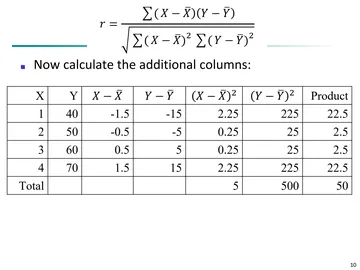 r = ∑(X − X̄)(Y − Ȳ) / √(∑(X − X̄)² ∑(Y − Ȳ)²)
Now calculate the additional columns:
X Y X − X̄ Y − Ȳ (X − X̄)² (Y − Ȳ)² Product
1 40 -1.5 -15 2.25 225 22.5
2 50 -0.5 -5 0.25 25 2.5
3 60 0.5 5 0.25 25 2.5
4 70 1.5 15 2.25 225 22.5
Total 5 500 50
10